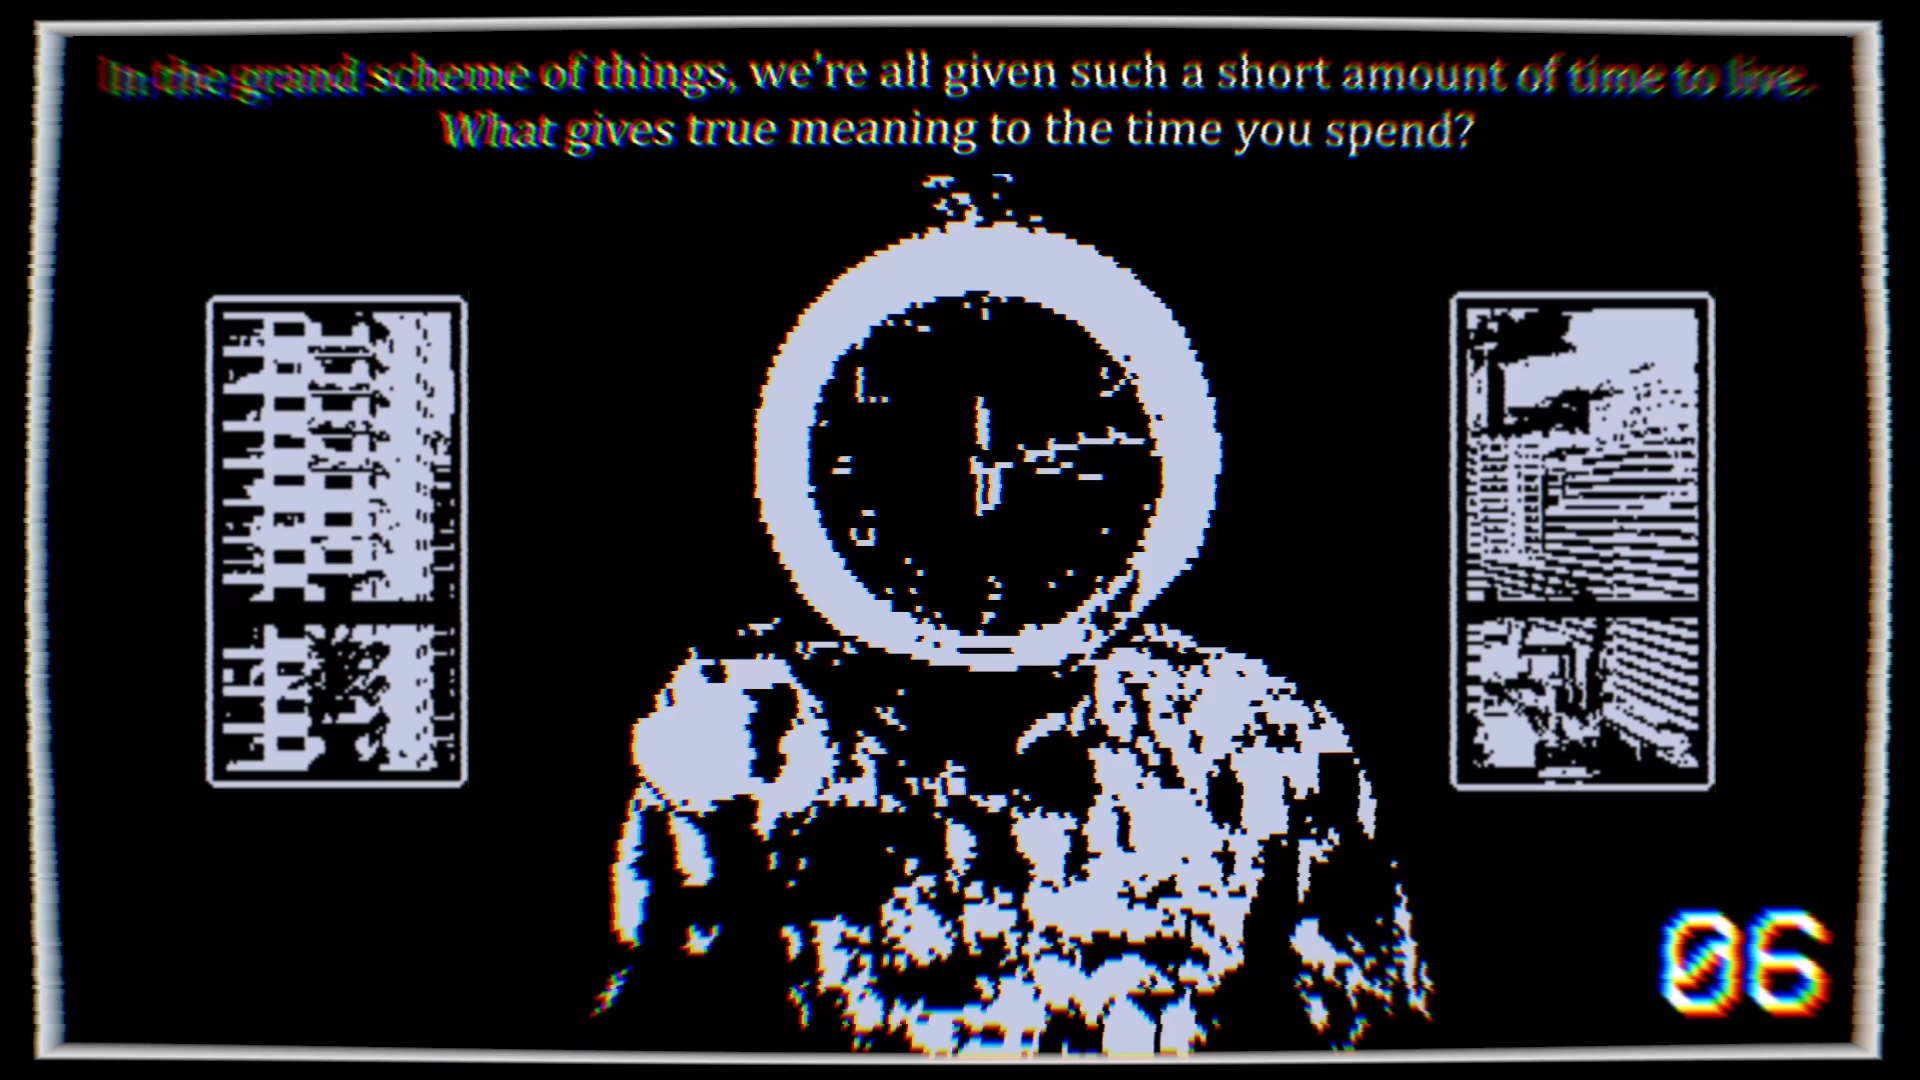 In the grand scheme of things, we're all given such a short amount of time to live.
What gives true meaning to the time you spend?
06